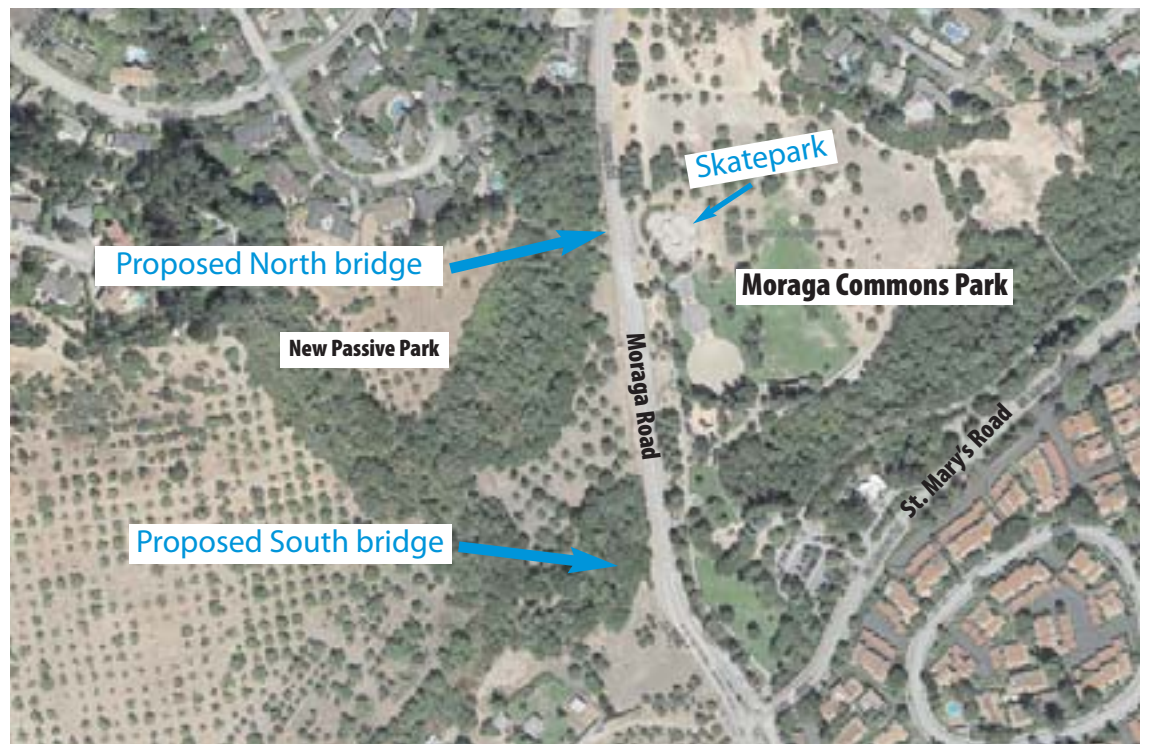 Skatepark
Proposed North bridge
Moraga Commons Park
New Passive Park
Moraga Road
St. Mary's Road
Proposed South bridge